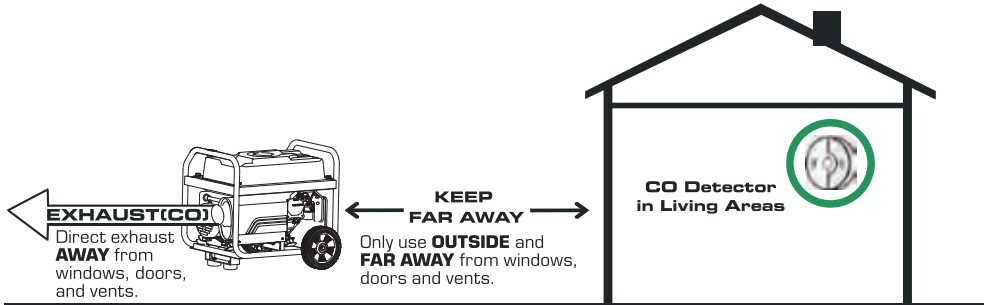 EXHAUST(CO)
Direct exhaust
AWAY from
windows, doors,
and vents.
KEEP
FAR AWAY
Only use OUTSIDE and
FAR AWAY from windows,
doors and vents.
CO Detector
in Living Areas